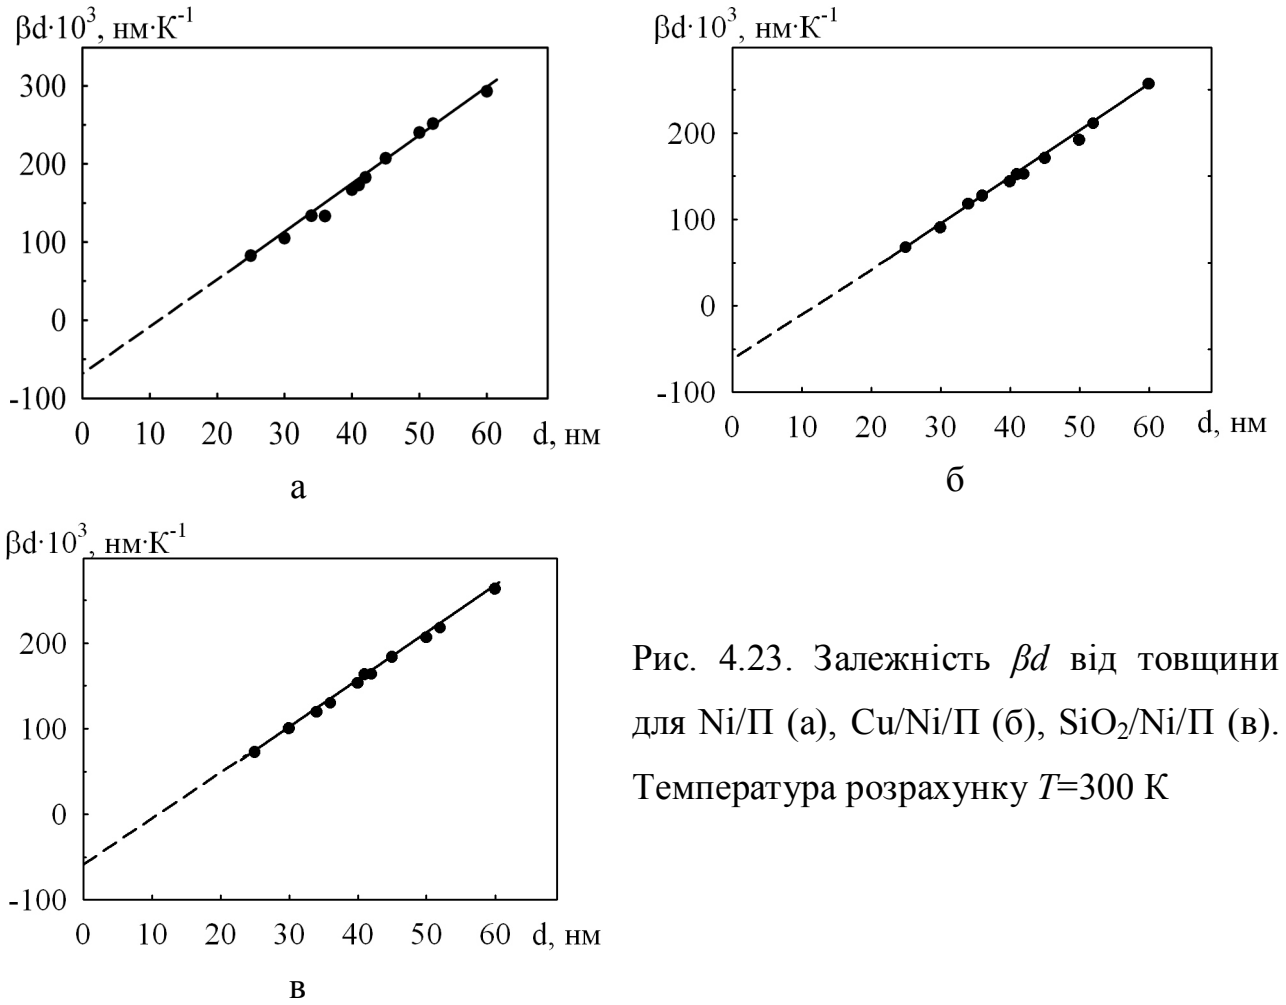 βd·10³, нм·К⁻¹
300
200
100
0
-100
0 10 20 30 40 50 60 d, нм
а
βd·10³, нм·К⁻¹
200
100
0
-100
0 10 20 30 40 50 60 d, нм
б
βd·10³, нм·К⁻¹
200
100
0
-100
0 10 20 30 40 50 60 d, нм
в
Рис. 4.23. Залежність βd від товщини
для Ni/П (а), Cu/Ni/П (б), SiO₂/Ni/П (в).
Температура розрахунку T=300 К